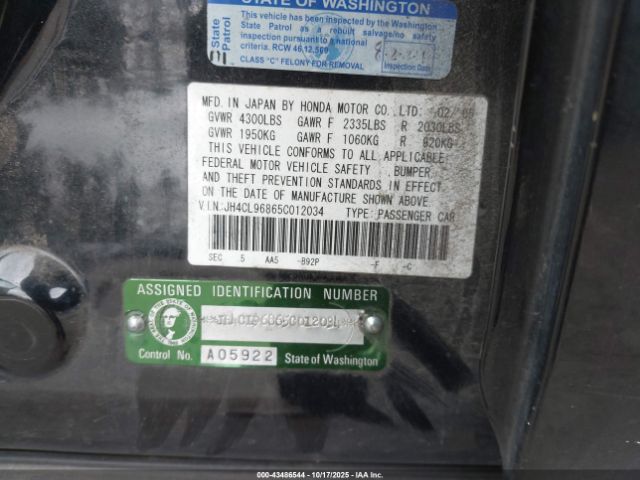 STATE OF WASHINGTON
State Patrol
This vehicle has been inspected by the Washington
State Patrol as a rebuilt salvage/no safety
inspection pursuant to a national
criteria. RCW 46.12.560
CLASS "C" FELONY FOR REMOVAL
Inspection Date
MFD. IN JAPAN BY HONDA MOTOR CO.,LTD. 02/05
GVWR 4300LBS GAWR F 2335LBS R 2030LBS
GVWR 1950KG GAWR F 1060KG R 920KG
THIS VEHICLE CONFORMS TO ALL APPLICABLE
FEDERAL MOTOR VEHICLE SAFETY ,BUMPER
AND THEFT PREVENTION STANDARDS IN EFFECT
ON THE DATE OF MANUFACTURE SHOWN ABOVE
V.I.N:JH4CL96865C012034 TYPE:PASSENGER CAR
SEC 5 AA5 -B92P -F -C
ASSIGNED IDENTIFICATION NUMBER
Control No. A05922 State of Washington
000-43486544 - 10/17/2025 - IAA Inc.